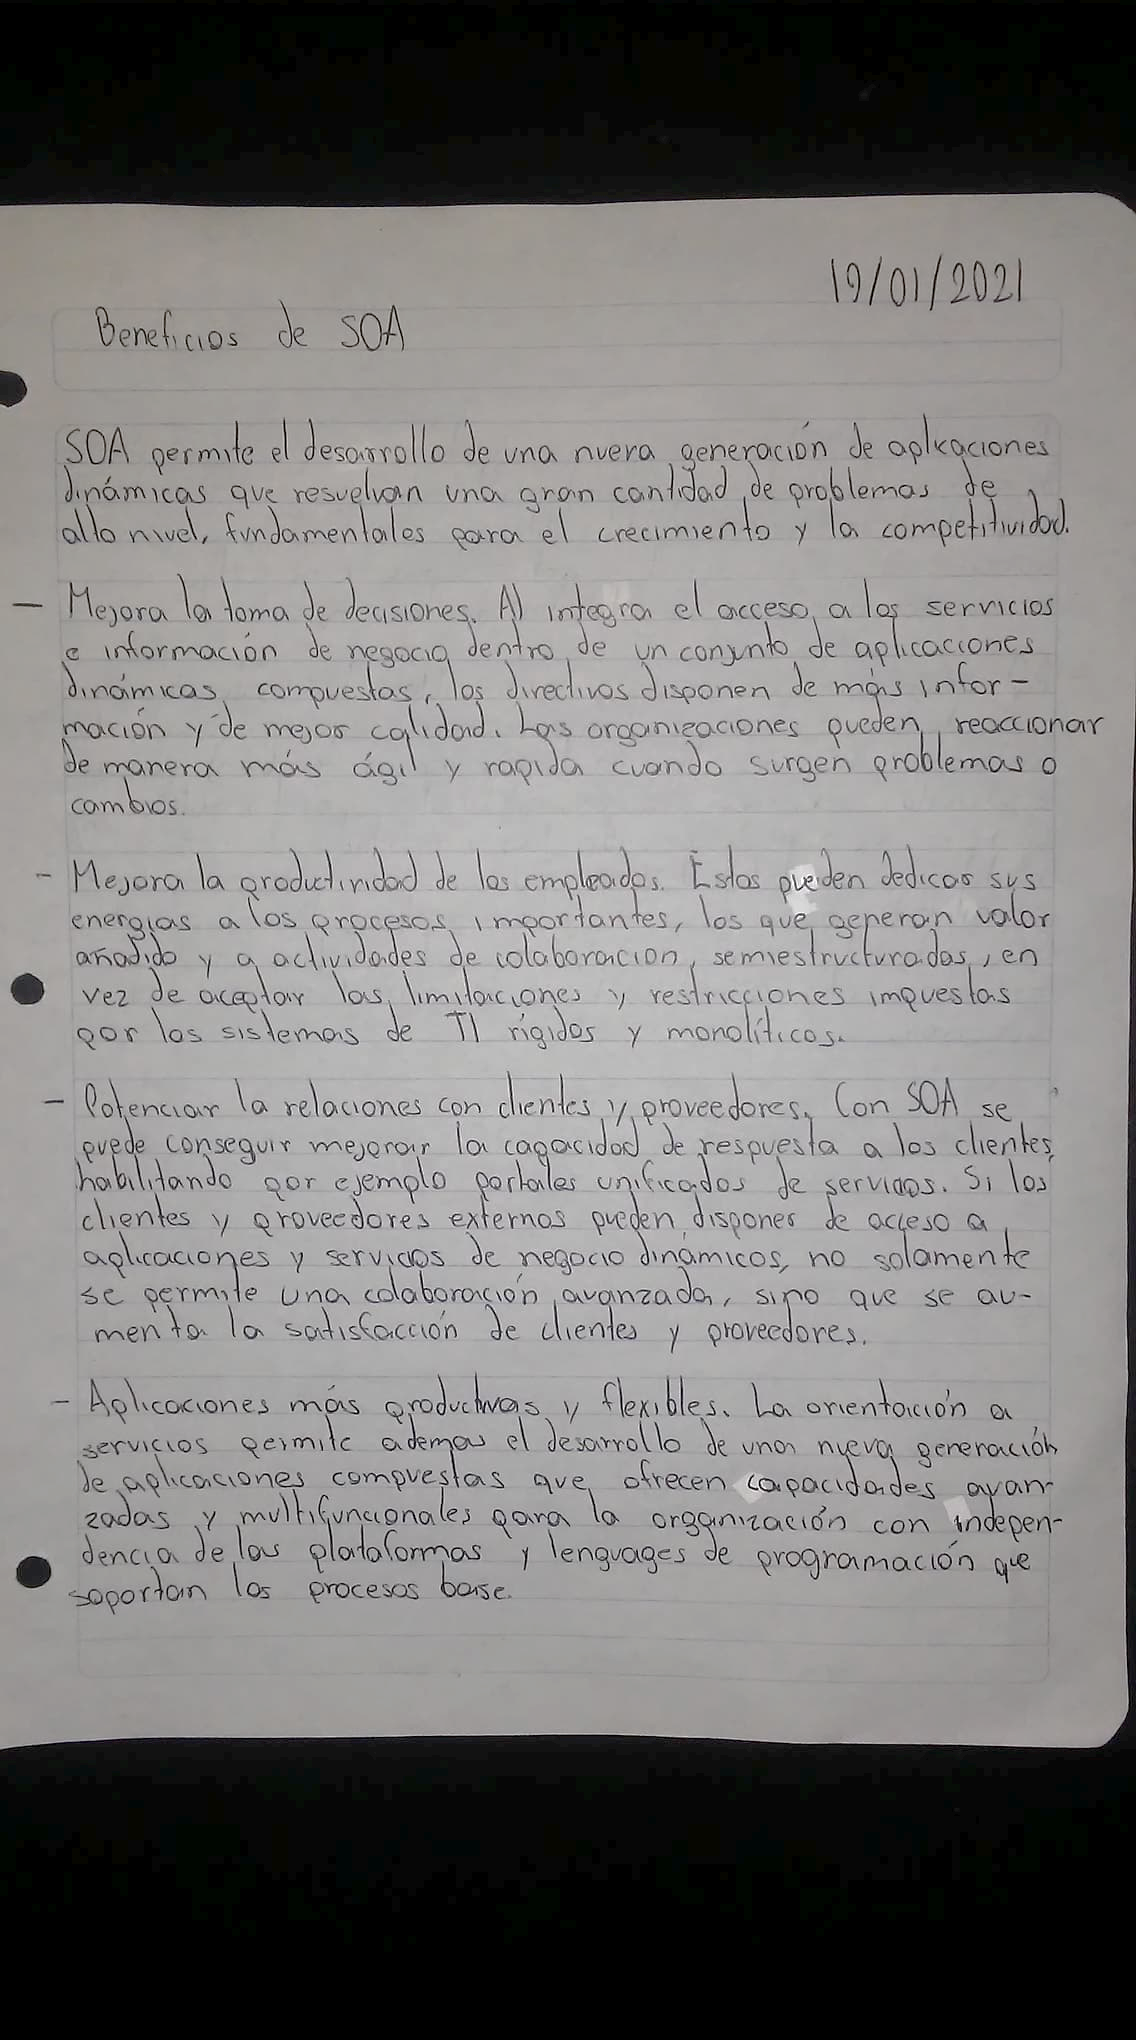 19/01/2021
Beneficios de SOA
SOA permite el desarrollo de una nueva generación de aplicaciones
dinámicas que resuelvan una gran cantidad de problemas de
alto nivel, fundamentales para el crecimiento y la competitividad.
- Mejora la toma de decisiones. Al integra el acceso a los servicios
e información de negocio dentro de un conjunto de aplicaciones
dinámicas compuestas, los directivos disponen de más infor-
mación y de mejor calidad. Las organizaciones pueden reaccionar
de manera más ágil y rapida cuando surgen problemas o
cambios.
- Mejora la productividad de los empleados. Estos pueden dedicar sus
energías a los procesos importantes, los que generan valor
añadido y a actividades de colaboracion, semiestructuradas, en
vez de aceptar las limitaciones y restricciones impuestas
por los sistemas de TI rígidos y monolíticos.
- Potenciar la relaciones con clientes y proveedores. Con SOA se
puede conseguir mejorar la capacidad de respuesta a los clientes,
habilitando por ejemplo portales unificados de servicios. Si los
clientes y proveedores externos pueden disponer de acceso a
aplicaciones y servicios de negocio dinámicos, no solamente
se permite una colaboración avanzada, sino que se au-
menta la satisfacción de clientes y proveedores.
- Aplicaciones más productivas y flexibles. La orientación a
servicios permite ademas el desarrollo de una nueva generación
de aplicaciones compuestas que ofrecen capacidades avan-
zadas y multifuncionales para la organización con indepen-
dencia de las plataformas y lenguages de programación que
soportan los procesos base.